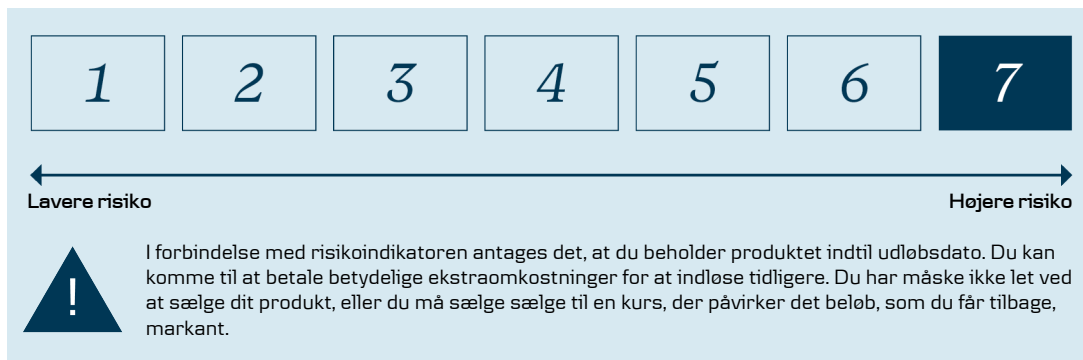 1 2 3 4 5 6 7
Lavere risiko Højere risiko
! I forbindelse med risikoindikatoren antages det, at du beholder produktet indtil udløbsdato. Du kan
komme til at betale betydelige ekstraomkostninger for at indløse tidligere. Du har måske ikke let ved
at sælge dit produkt, eller du må sælge sælge til en kurs, der påvirker det beløb, som du får tilbage,
markant.